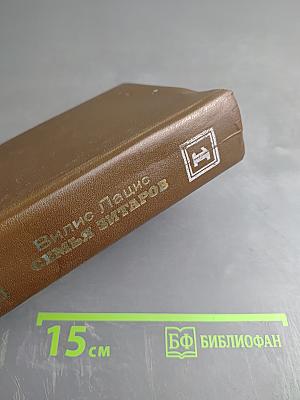 Вилис Лацис
СЕМЬЯ ЗИТАРОВ
1
15 см
БФ БИБЛИОФАН